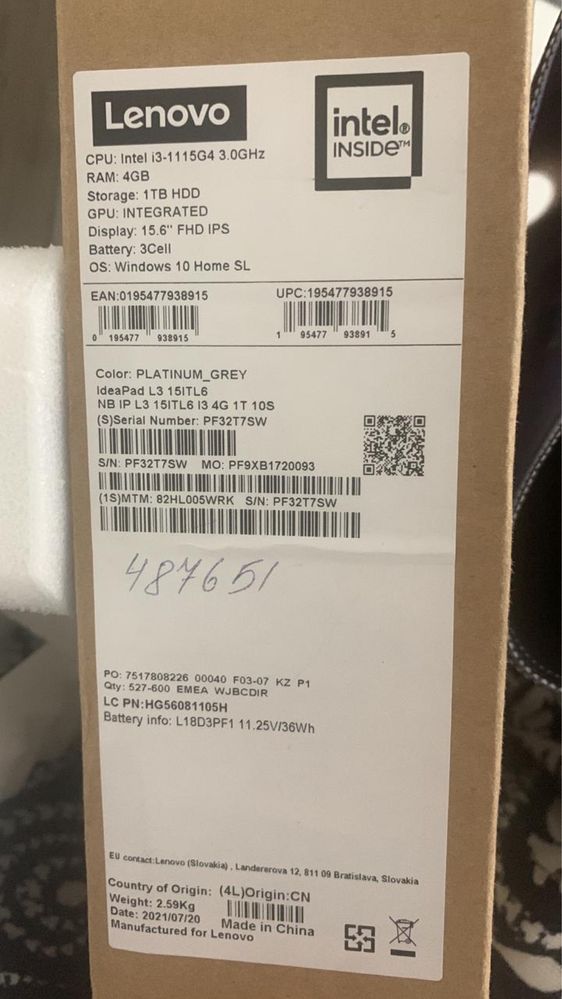 Lenovo
intel®
INSIDE™
CPU: Intel i3-1115G4 3.0GHz
RAM: 4GB
Storage: 1TB HDD
GPU: INTEGRATED
Display: 15.6" FHD IPS
Battery: 3Cell
OS: Windows 10 Home SL
EAN:0195477938915 UPC:195477938915
0 195477 938915 1 95477 93891 5
Color: PLATINUM_GREY
IdeaPad L3 15ITL6
NB IP L3 15ITL6 I3 4G 1T 10S
(S)Serial Number: PF32T7SW
S/N: PF32T7SW MO: PF9XB1720093
(1S)MTM: 82HL005WRK S/N: PF32T7SW
487651
PO: 7517808226 00040 F03-07 KZ P1
Qty: 527-600 EMEA WJBCDIR
LC PN:HG56081105H
Battery info: L18D3PF1 11.25V/36Wh
EU contact:Lenovo (Slovakia) , Landererova 12, 811 09 Bratislava, Slovakia
Country of Origin: (4L)Origin:CN
Weight: 2.59Kg
Date: 2021/07/20 Made in China
Manufactured for Lenovo